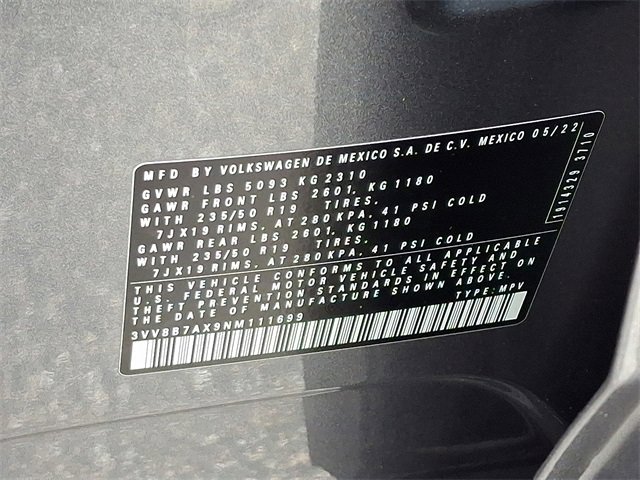 MFD BY VOLKSWAGEN DE MEXICO S.A. DE C.V. MEXICO 05/22
GVWR LBS 5093 KG 2310
GAWR FRONT LBS 2601, KG 1180
WITH 235/50 R19 TIRES,
7JX19 RIMS, AT 280 KPA, 41 PSI COLD
GAWR REAR LBS 2601, KG 1180
WITH 235/50 R19 TIRES,
7JX19 RIMS, AT 280 KPA, 41 PSI COLD
THIS VEHICLE CONFORMS TO ALL APPLICABLE
U.S. FEDERAL MOTOR VEHICLE SAFETY AND
THEFT PREVENTION STANDARDS IN EFFECT ON
THE DATE OF MANUFACTURE SHOWN ABOVE.
3VV8B7AX9NM111699 TYPE: MPV
1914329 3710